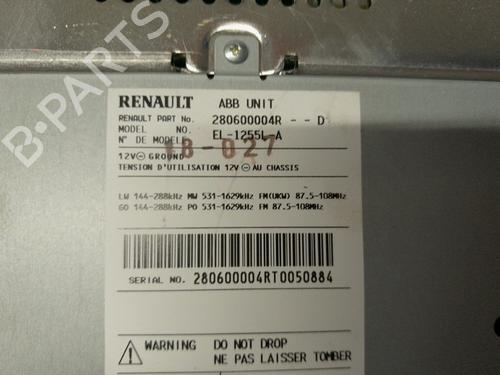 RENAULT ABB UNIT
RENAULT PART No. 280600004R - - D
MODEL NO. EL-1255L-A
N° DE MODELE
18-027
12V⊖GROUND
TENSION D'UTILISATION 12V ⊖ AU CHASSIS
LW 144-288kHz MW 531-1629kHz FM(UKW) 87.5-108MHz
GO 144-288kHz PO 531-1629kHz FM 87.5-108MHz
SERIAL NO. 280600004RT0050884
WARNING DO NOT DROP
NE PAS LAISSER TOMBER
B-PARTS